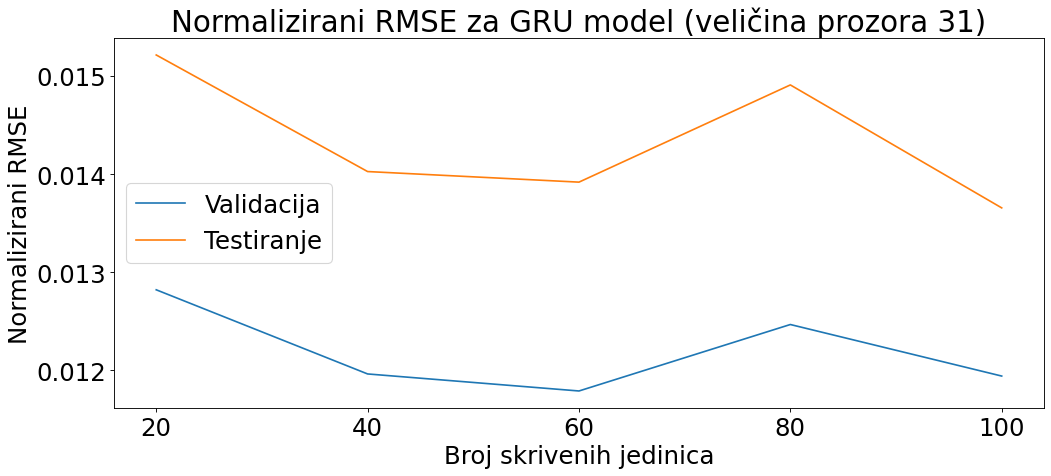 Normalizirani RMSE za GRU model (veličina prozora 31)
Normalizirani RMSE
0.015
0.014
0.013
0.012
Validacija
Testiranje
20 40 60 80 100
Broj skrivenih jedinica